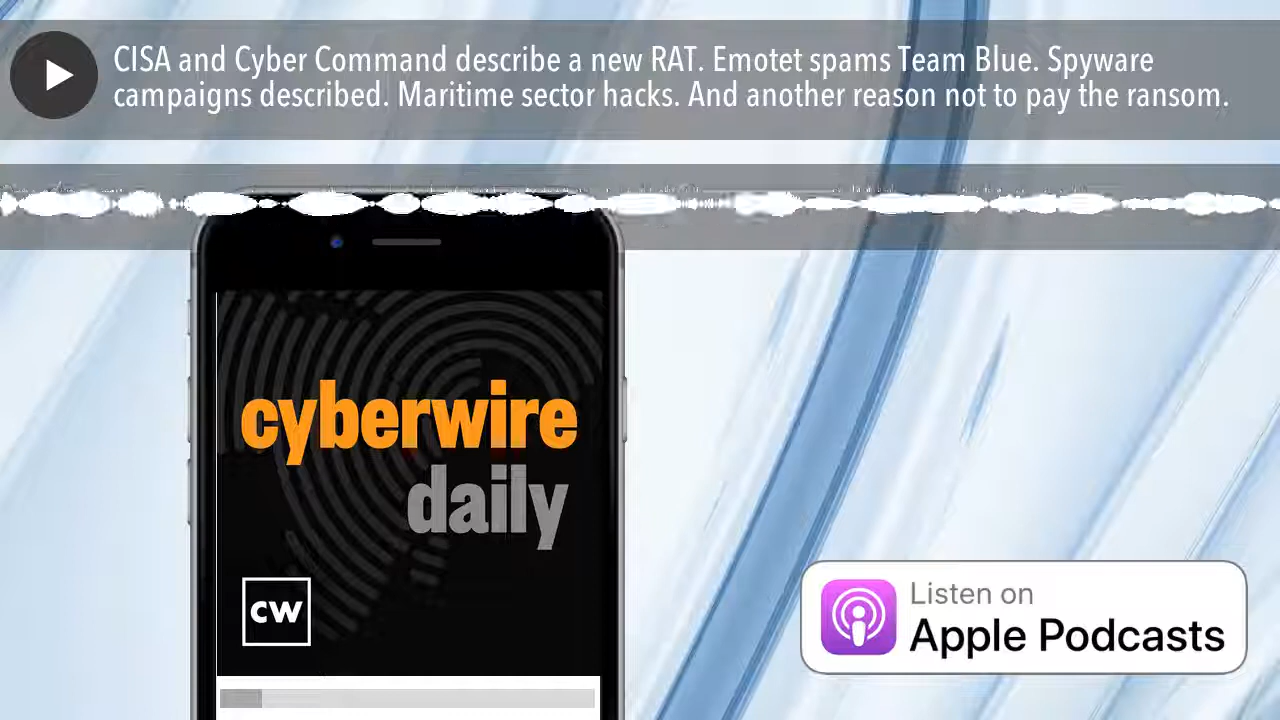 CISA and Cyber Command describe a new RAT. Emotet spams Team Blue. Spyware
campaigns described. Maritime sector hacks. And another reason not to pay the ransom.
cyberwire
daily
CW
Listen on
Apple Podcasts